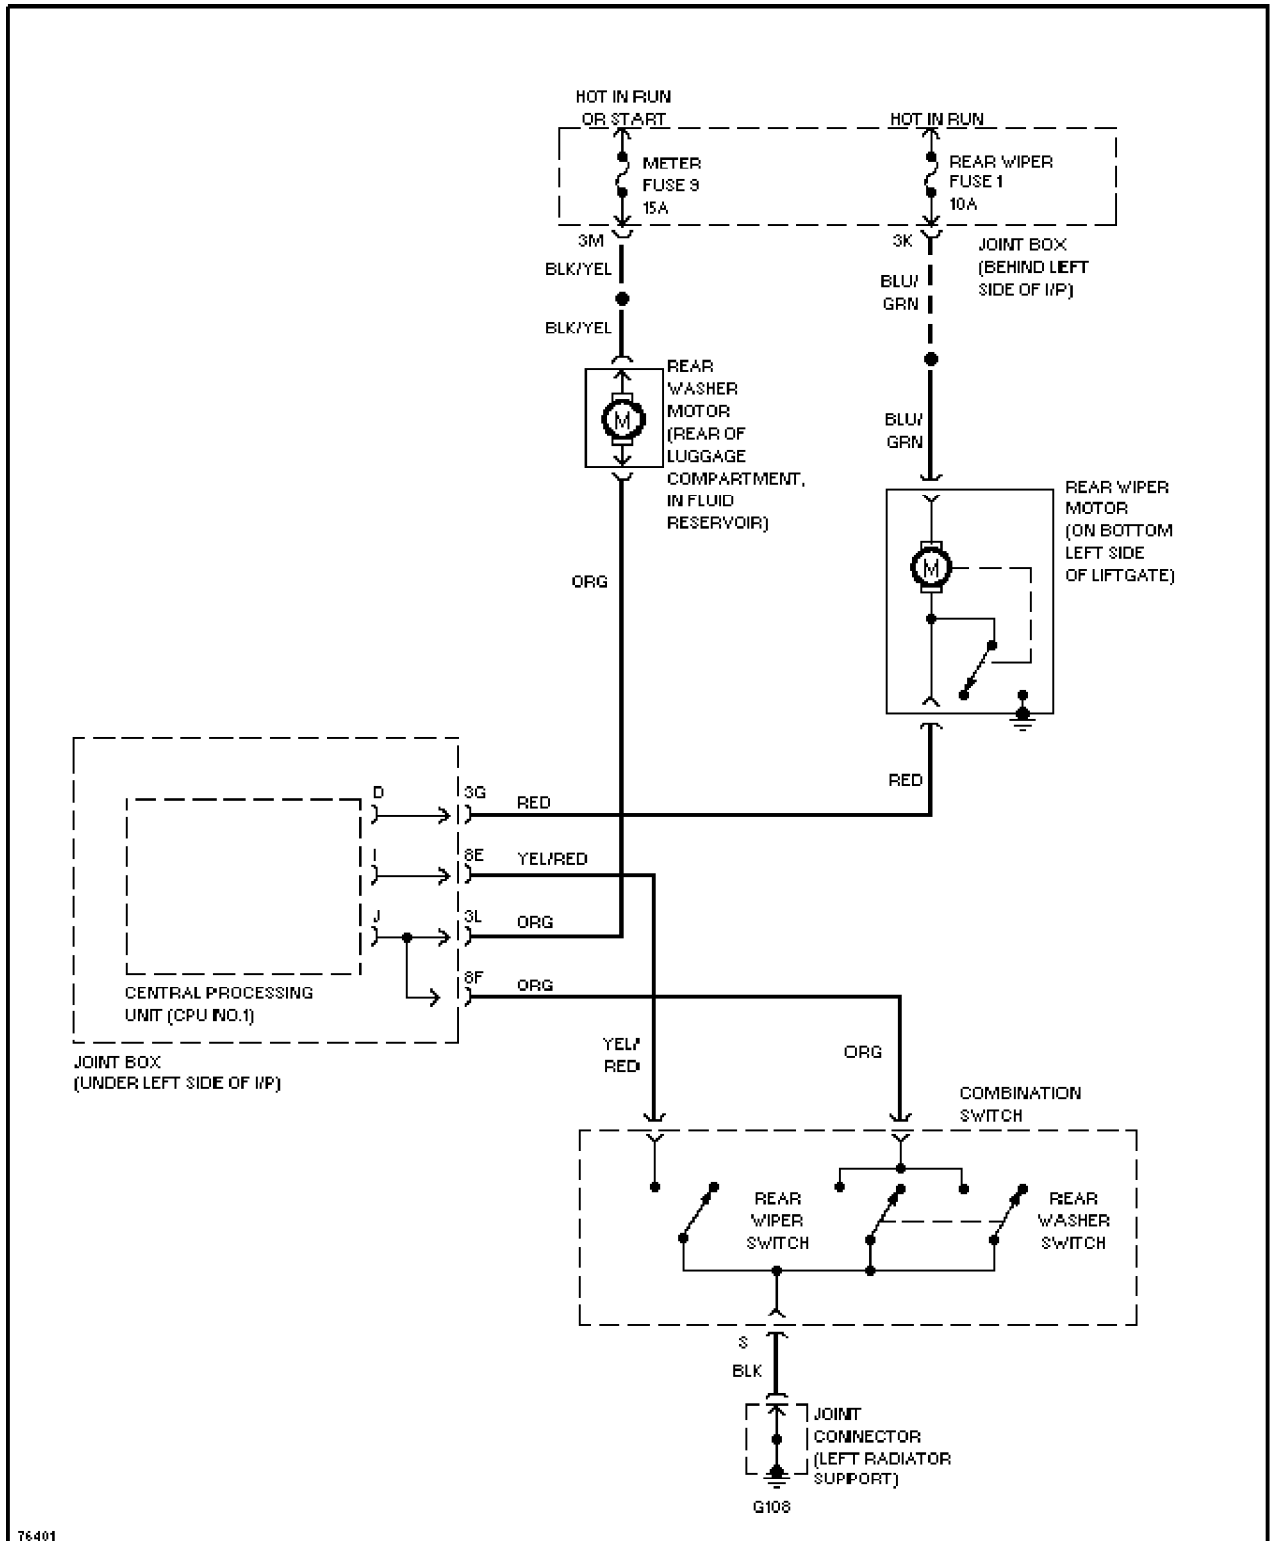 HOT IN RUN
OR START
HOT IN RUN
METER
FUSE 9
15A
REAR WIPER
FUSE 1
10A
3M
3K
JOINT BOX
(BEHIND LEFT
SIDE OF I/P)
BLK/YEL
BLU/
GRN
BLK/YEL
REAR
WASHER
MOTOR
(REAR OF
LUGGAGE
COMPARTMENT,
IN FLUID
RESERVOIR)
M
BLU/
GRN
REAR WIPER
MOTOR
(ON BOTTOM
LEFT SIDE
OF LIFTGATE)
M
ORG
RED
D
3G
RED
I
8E
YEL/RED
J
3L
ORG
8F
ORG
CENTRAL PROCESSING
UNIT (CPU NO.1)
JOINT BOX
(UNDER LEFT SIDE OF I/P)
YEL/
RED
ORG
COMBINATION
SWITCH
REAR
WIPER
SWITCH
REAR
WASHER
SWITCH
S
BLK
JOINT
CONNECTOR
(LEFT RADIATOR
SUPPORT)
G108
76401